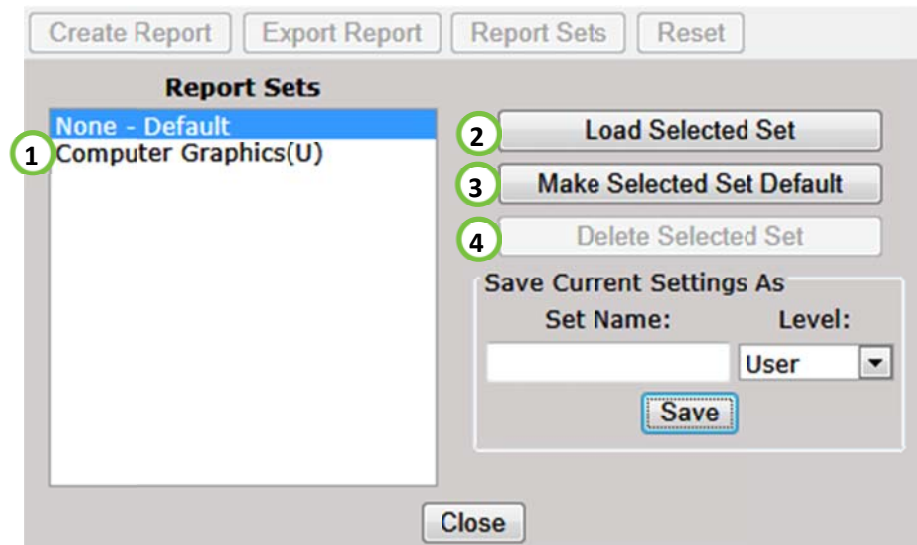 Create Report Export Report Report Sets Reset
Report Sets
None - Default
1 Computer Graphics(U)
2 Load Selected Set
3 Make Selected Set Default
4 Delete Selected Set
Save Current Settings As
Set Name: Level:
User
Save
Close